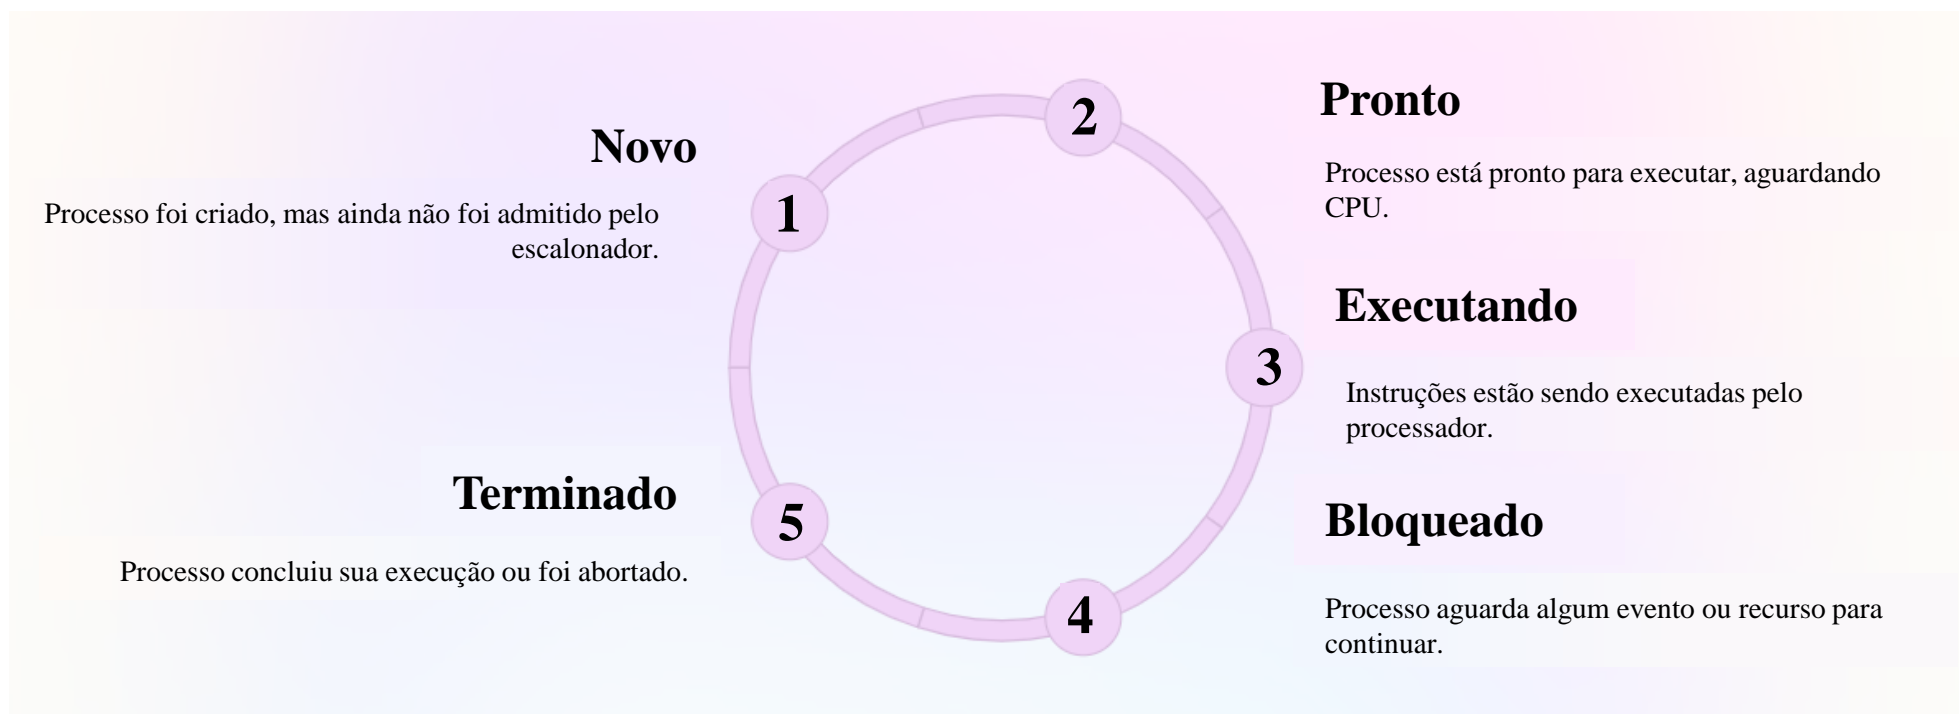 1
Novo
Processo foi criado, mas ainda não foi admitido pelo
escalonador.
2
Pronto
Processo está pronto para executar, aguardando
CPU.
3
Executando
Instruções estão sendo executadas pelo
processador.
4
Bloqueado
Processo aguarda algum evento ou recurso para
continuar.
5
Terminado
Processo concluiu sua execução ou foi abortado.